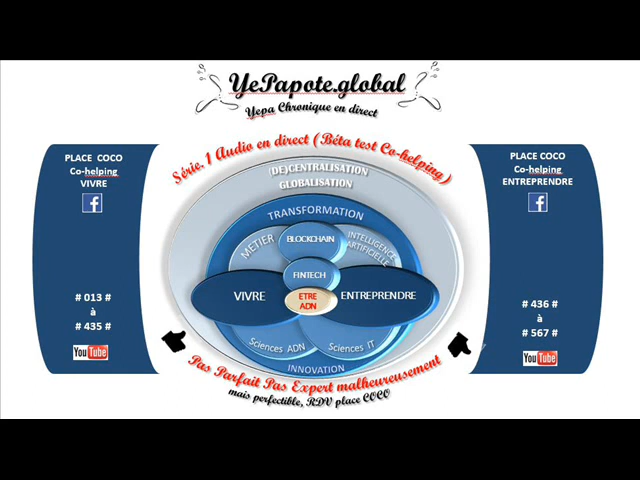 YePapote.global
Yepa Chronique en direct
Série, 1 Audio en direct (Béta test Co-helping)
PLACE COCO
Co-helping
VIVRE
# 013 #
à
# 435 #
YouTube
(DE)CENTRALISATION
GLOBALISATION
TRANSFORMATION
METIER
BLOCKCHAIN
INTELLIGENCE
ARTIFICIELLE
FINTECH
VIVRE
ETRE
ADN
ENTREPRENDRE
Sciences ADN
Sciences IT
INNOVATION
PLACE COCO
Co-helping
ENTREPRENDRE
# 436 #
à
# 567 #
YouTube
Pas Parfait Pas Expert malheureusement
mais perfectible, RDV place COCO